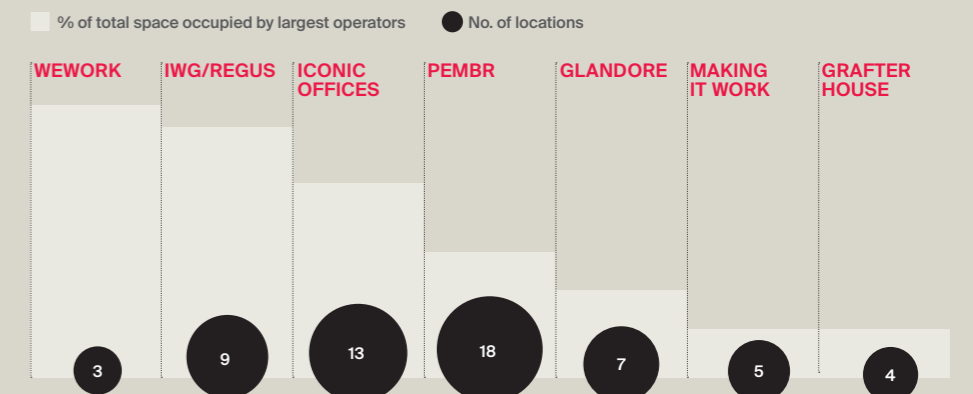 % of total space occupied by largest operators
No. of locations
WEWORK
IWG/REGUS
ICONIC
OFFICES
PEMBR
GLANDORE
MAKING
IT WORK
GRAFTER
HOUSE
3
9
13
18
7
5
4